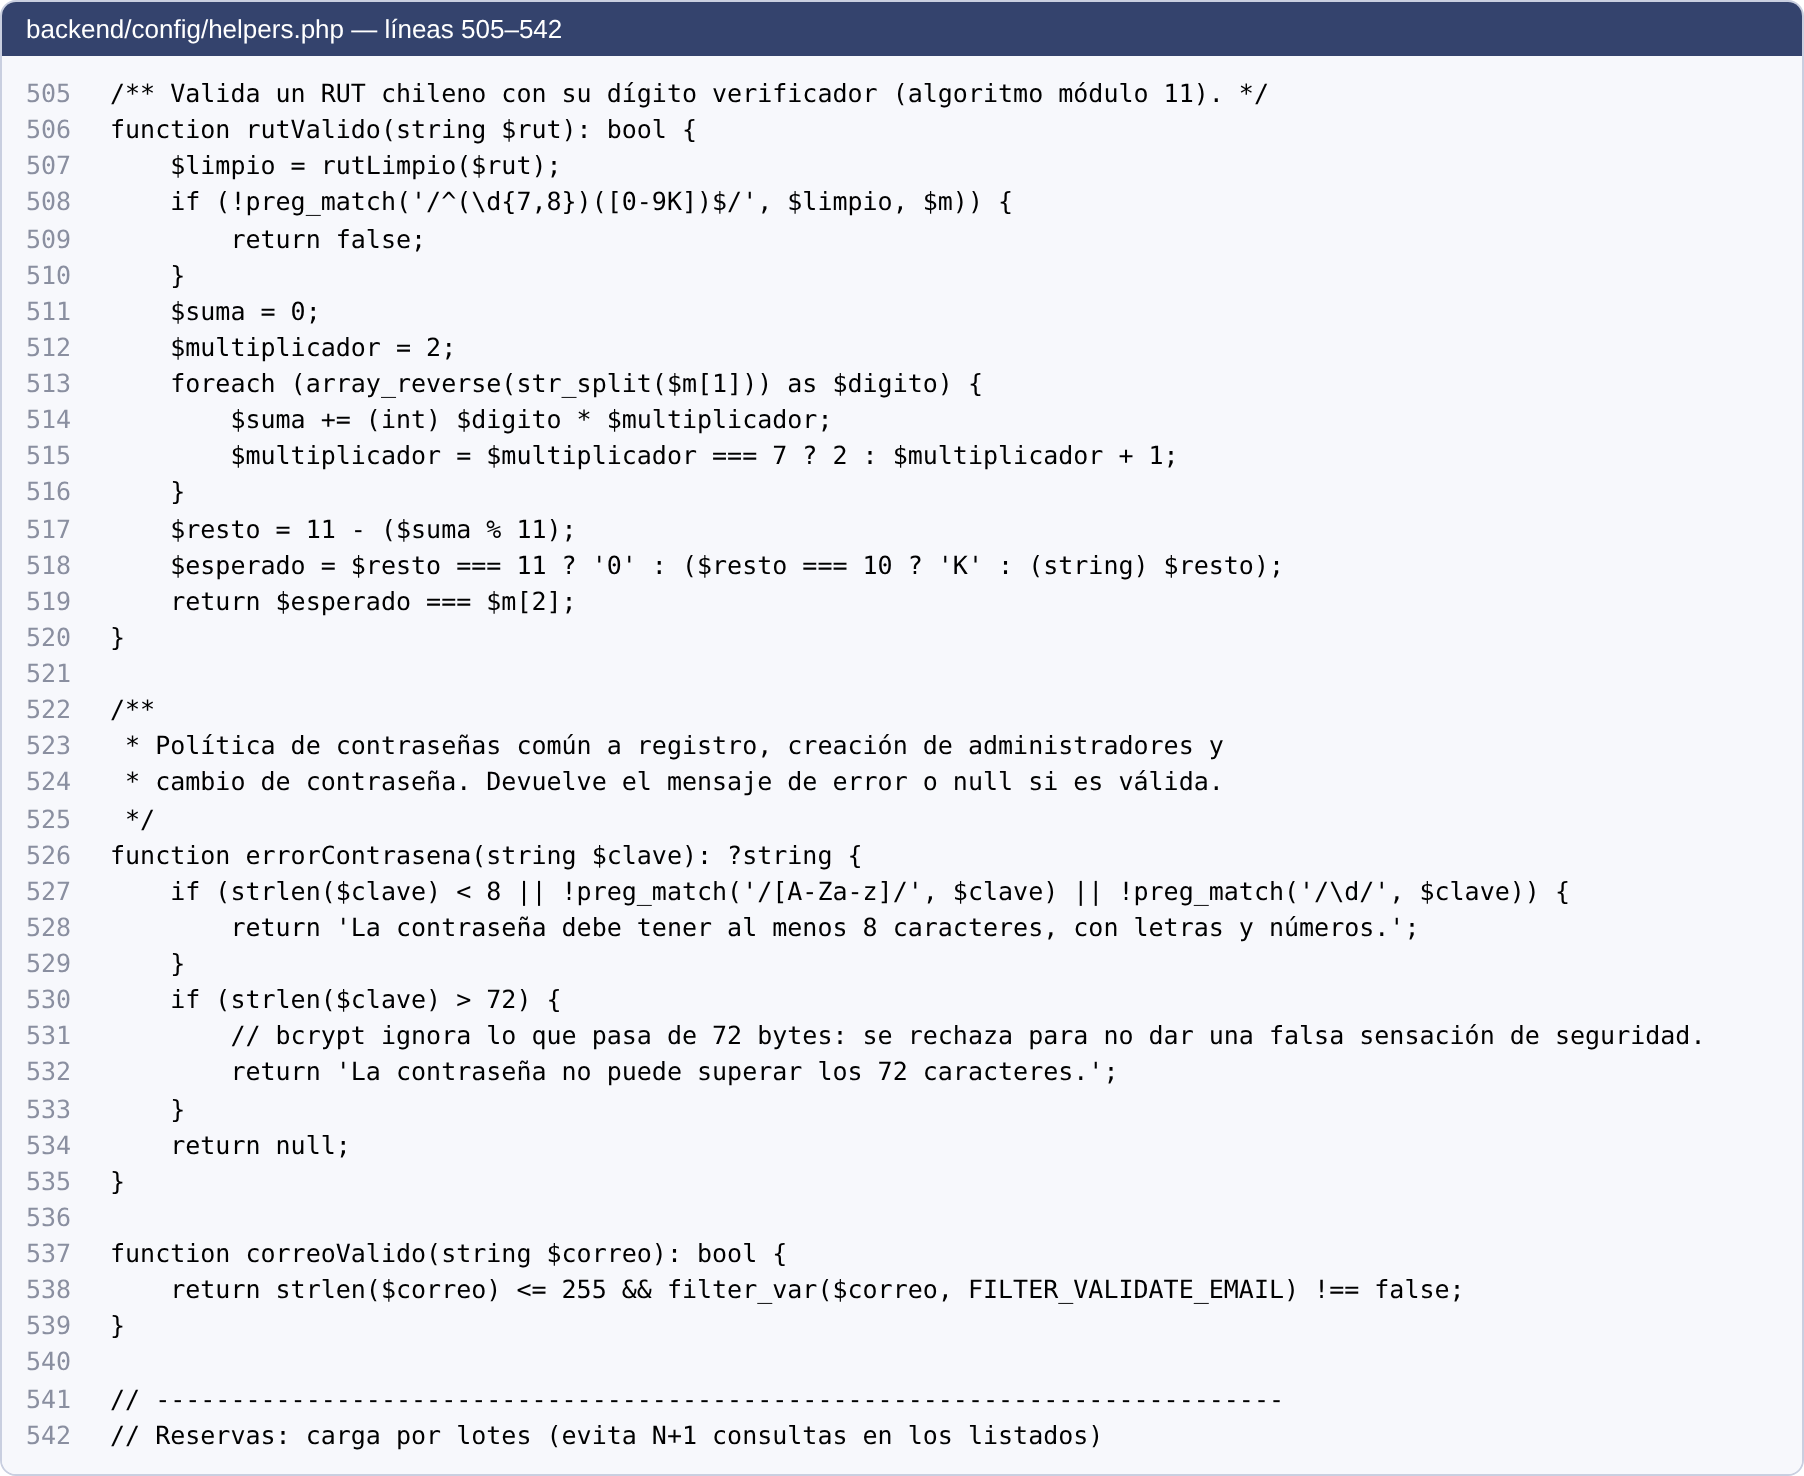 backend/config/helpers.php — líneas 505–542
505 /** Valida un RUT chileno con su dígito verificador (algoritmo módulo 11). */
506 function rutValido(string $rut): bool {
507     $limpio = rutLimpio($rut);
508     if (!preg_match('/^(\d{7,8})([0-9K])$/', $limpio, $m)) {
509         return false;
510     }
511     $suma = 0;
512     $multiplicador = 2;
513     foreach (array_reverse(str_split($m[1])) as $digito) {
514         $suma += (int) $digito * $multiplicador;
515         $multiplicador = $multiplicador === 7 ? 2 : $multiplicador + 1;
516     }
517     $resto = 11 - ($suma % 11);
518     $esperado = $resto === 11 ? '0' : ($resto === 10 ? 'K' : (string) $resto);
519     return $esperado === $m[2];
520 }
521
522 /**
523  * Política de contraseñas común a registro, creación de administradores y
524  * cambio de contraseña. Devuelve el mensaje de error o null si es válida.
525  */
526 function errorContrasena(string $clave): ?string {
527     if (strlen($clave) < 8 || !preg_match('/[A-Za-z]/', $clave) || !preg_match('/\d/', $clave)) {
528         return 'La contraseña debe tener al menos 8 caracteres, con letras y números.';
529     }
530     if (strlen($clave) > 72) {
531         // bcrypt ignora lo que pasa de 72 bytes: se rechaza para no dar una falsa sensación de seguridad.
532         return 'La contraseña no puede superar los 72 caracteres.';
533     }
534     return null;
535 }
536
537 function correoValido(string $correo): bool {
538     return strlen($correo) <= 255 && filter_var($correo, FILTER_VALIDATE_EMAIL) !== false;
539 }
540
541 // ---------------------------------------------------------------------------
542 // Reservas: carga por lotes (evita N+1 consultas en los listados)